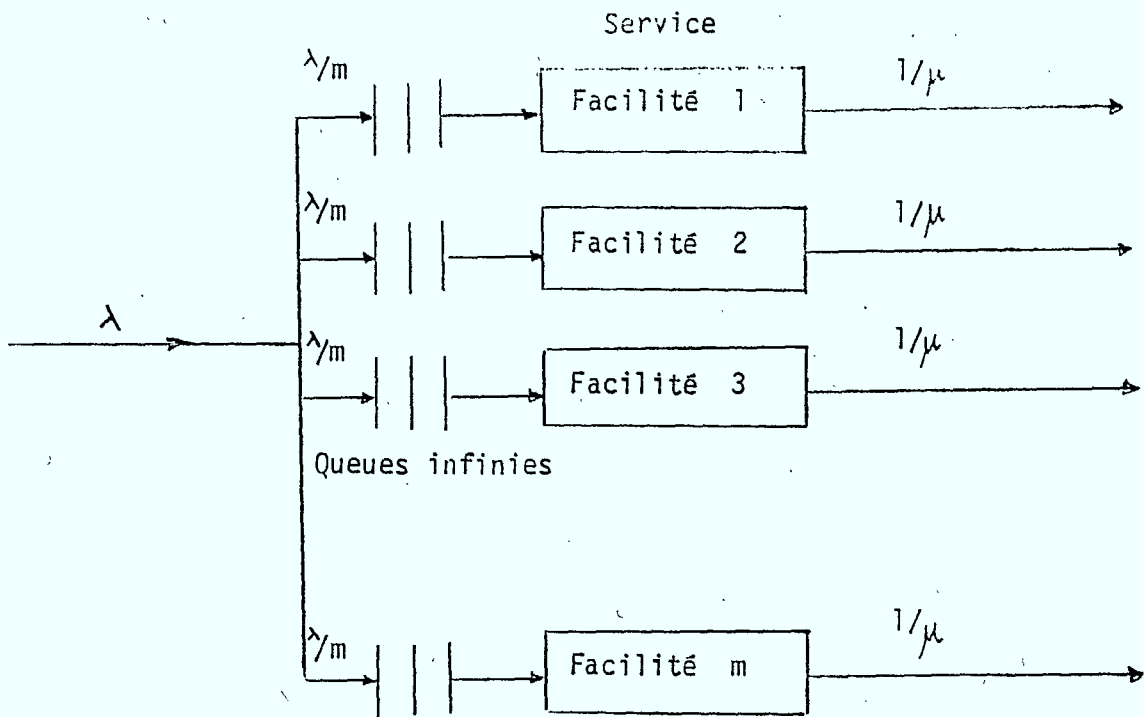 Service
λ/m
Facilité 1
1/μ
λ/m
Facilité 2
1/μ
λ
λ/m
Facilité 3
1/μ
Queues infinies
λ/m
Facilité m
1/μ